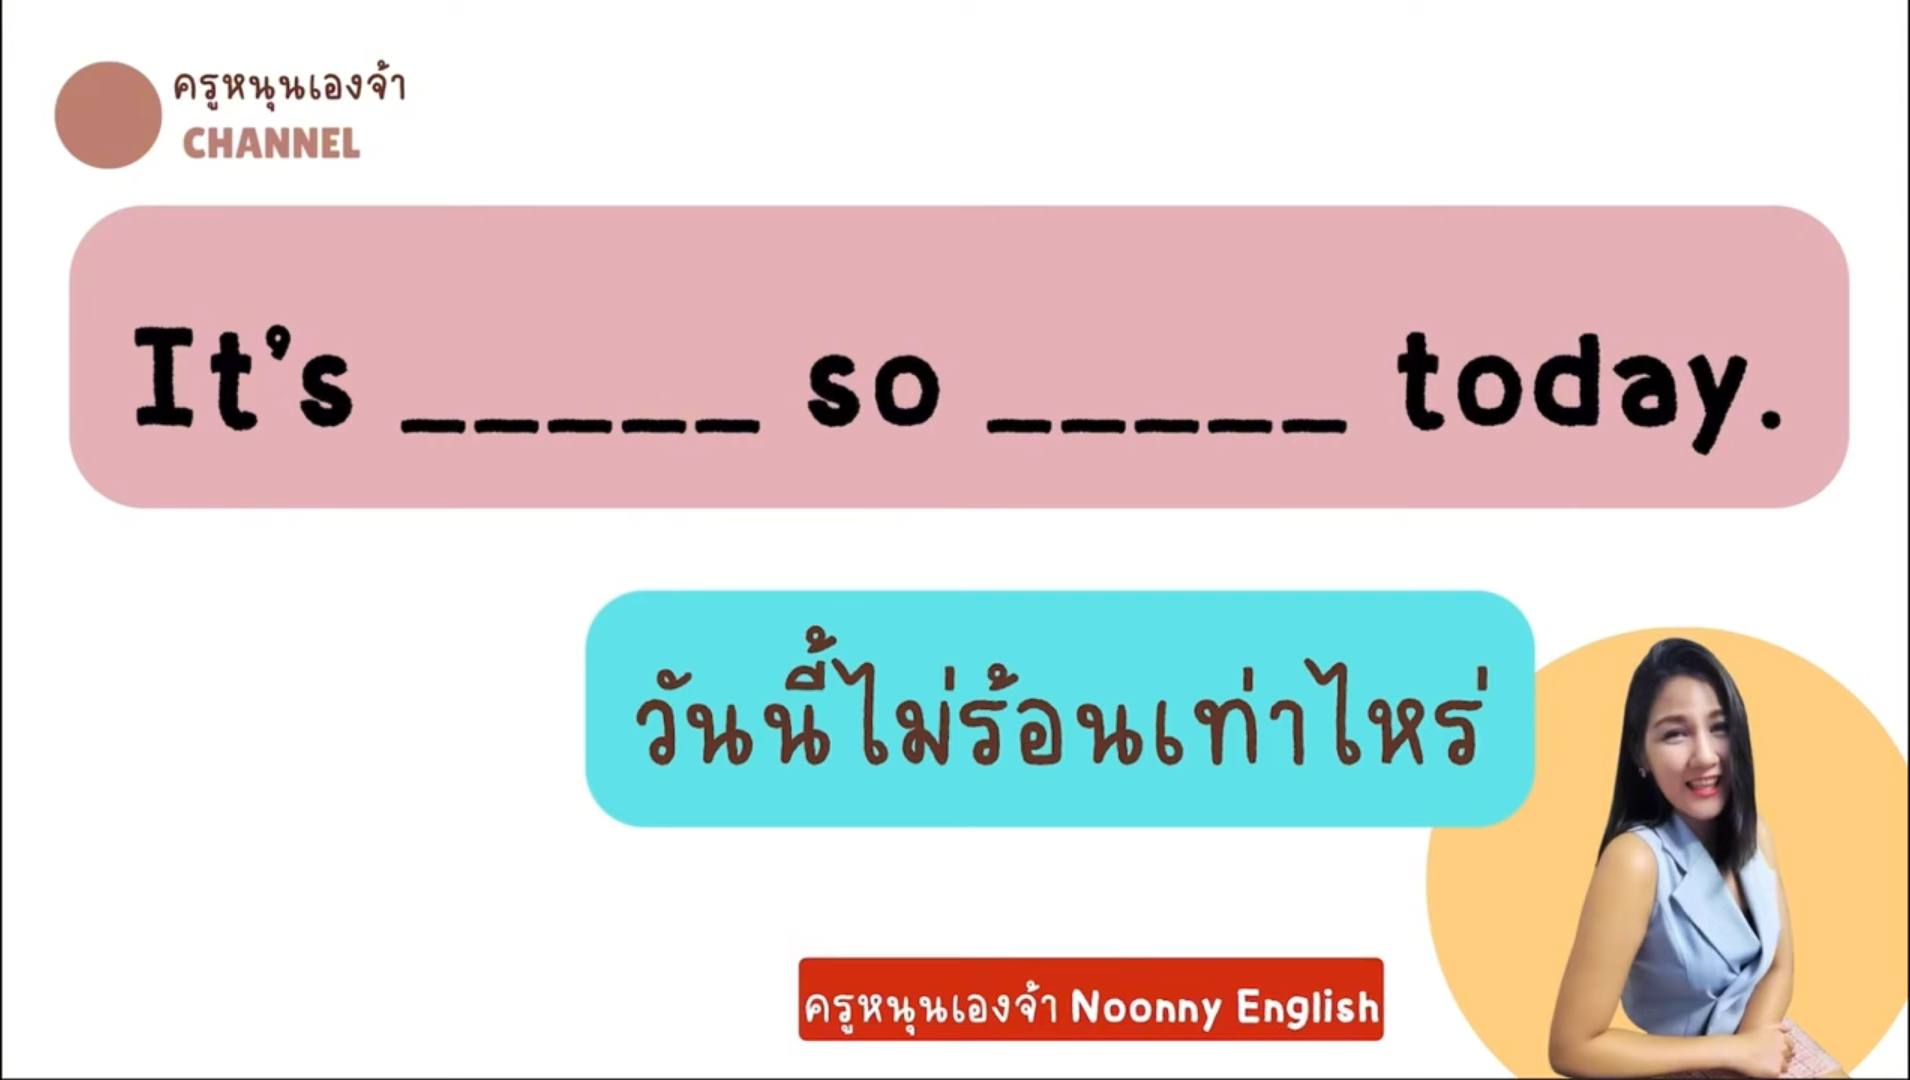 ครูหนุนเองจ้า
CHANNEL
It's _____ so _____ today.
วันนี้ไม่ร้อนเท่าไหร่
ครูหนุนเองจ้า Noonny English